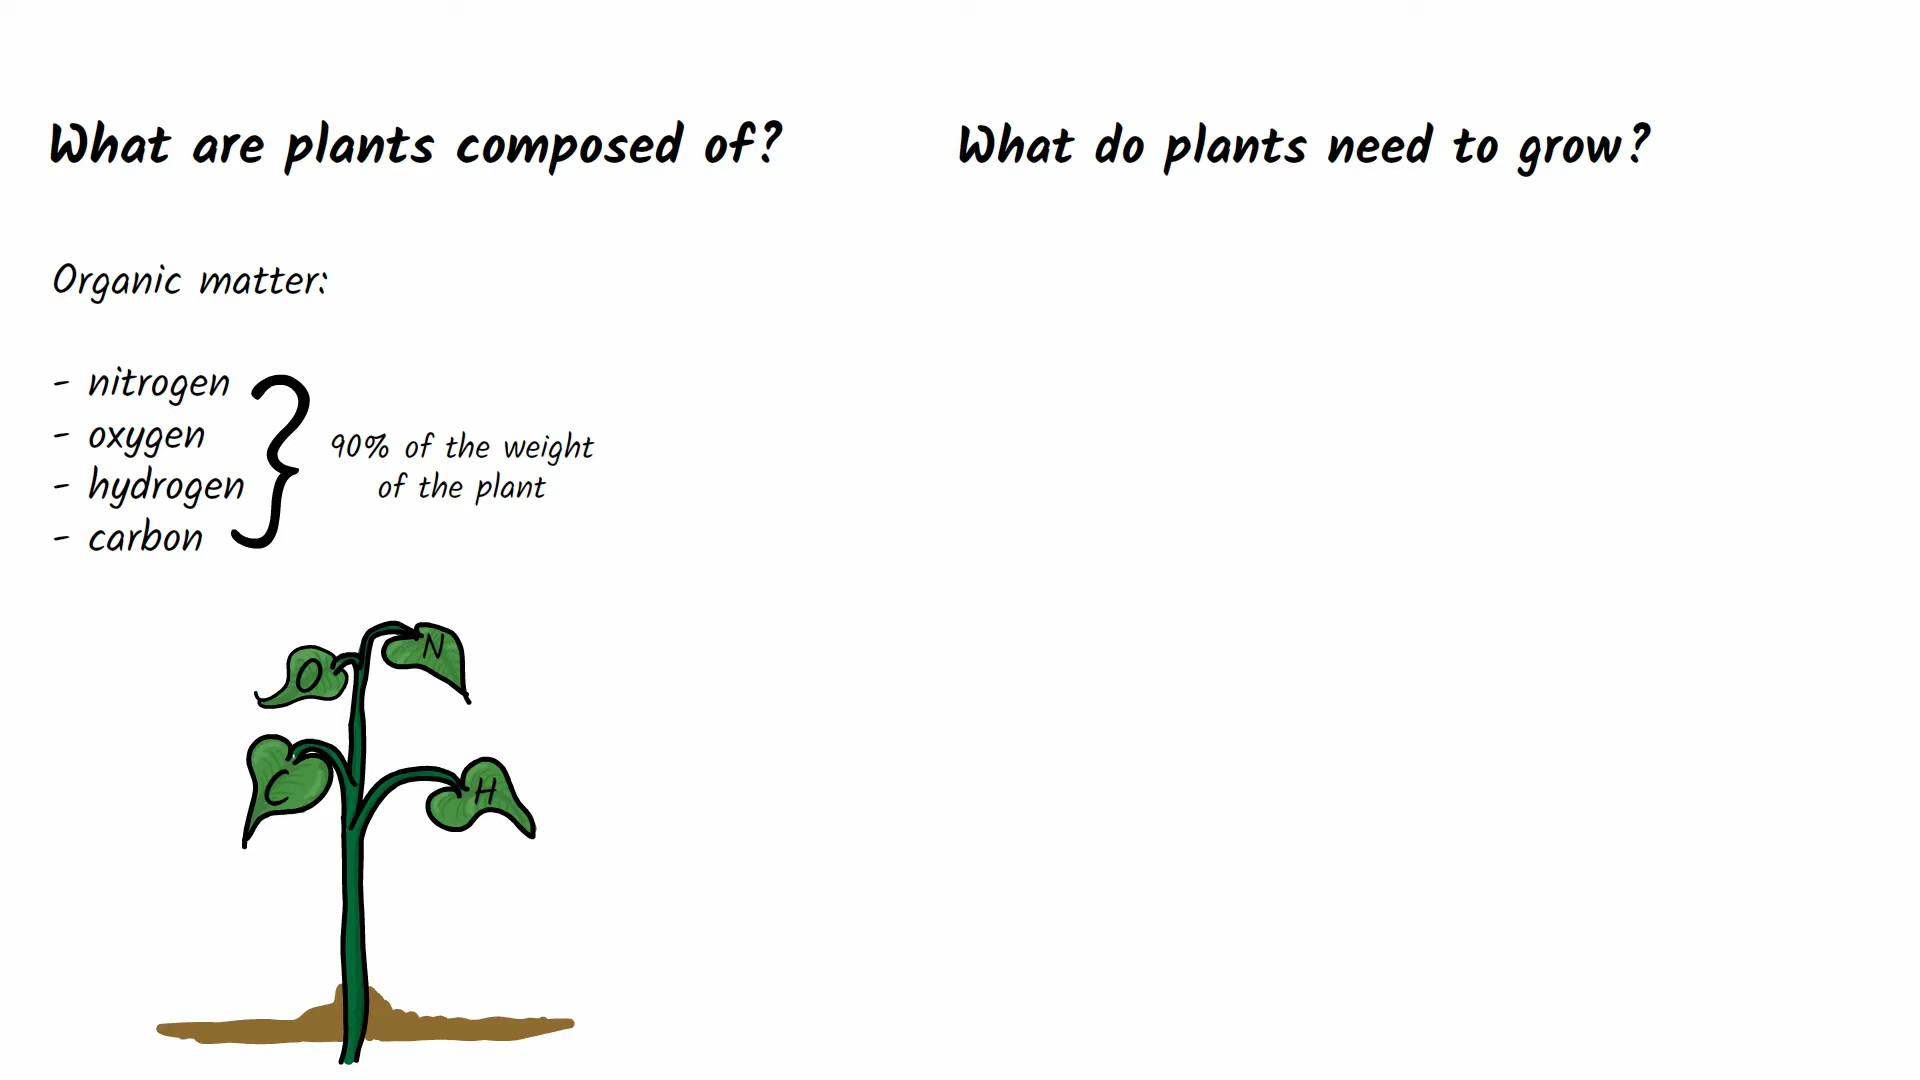 What are plants composed of?
What do plants need to grow?
Organic matter:
- nitrogen
- oxygen
- hydrogen
- carbon
90% of the weight
of the plant
O
N
C
H